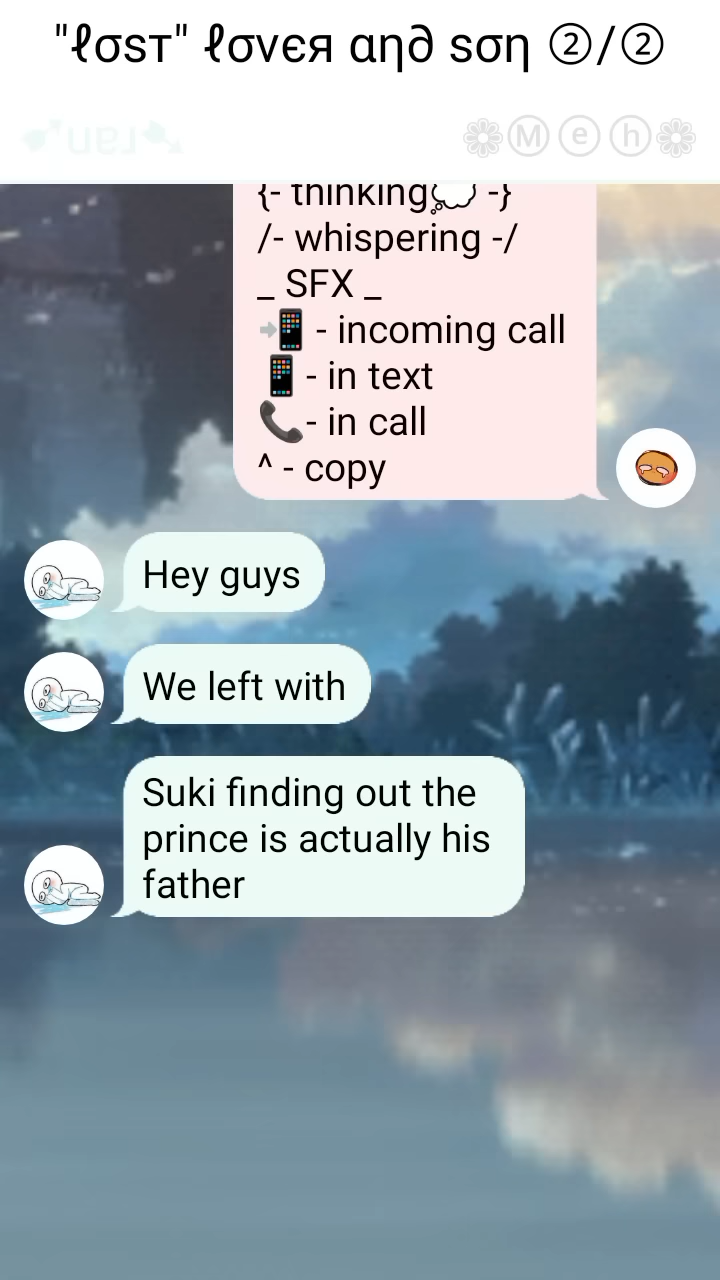 "ℓσѕт" ℓσνєя αη∂ ѕση ②/②
❁Ⓜⓔⓗ❁
{- thinking💭 -}
/- whispering -/
_ SFX _
📲 - incoming call
📱 - in text
📞- in call
^ - copy
Hey guys
We left with
Suki finding out the
prince is actually his
father